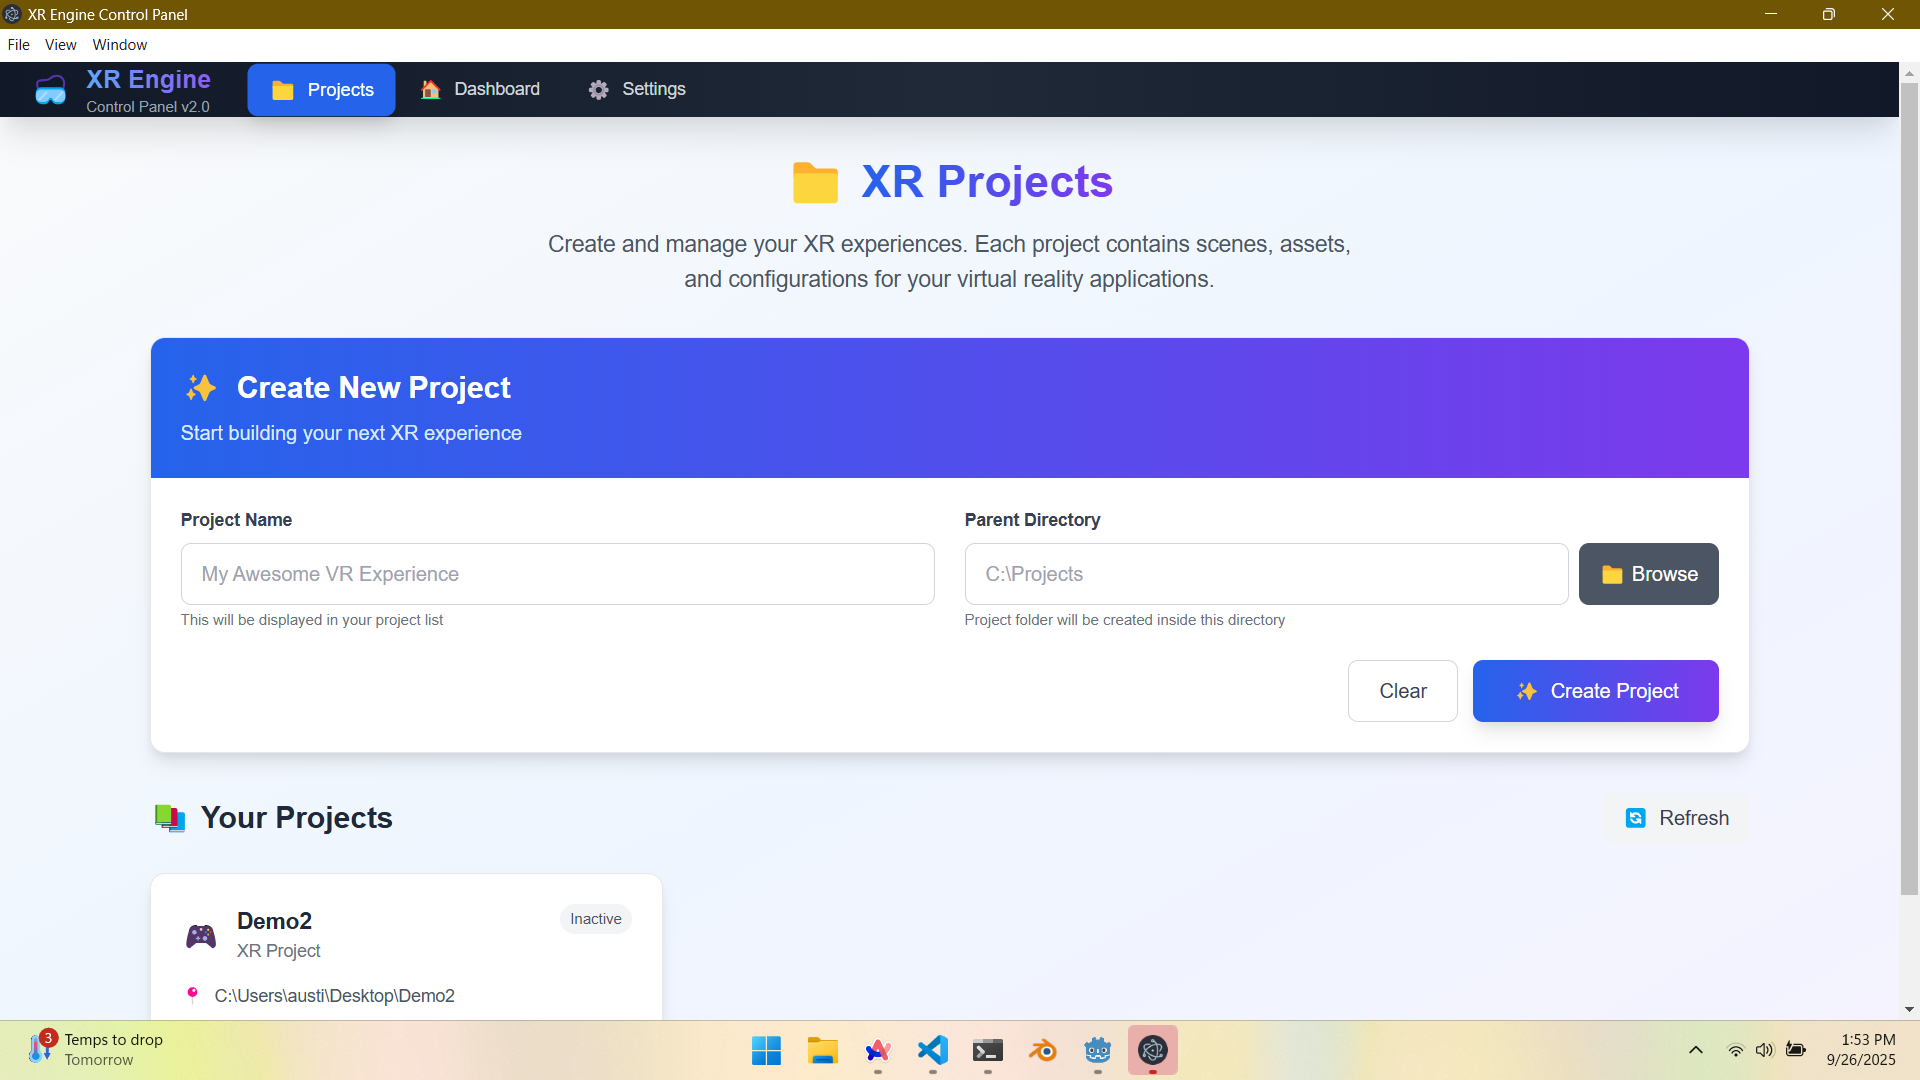 XR Engine Control Panel
File View Window
XR Engine
Control Panel v2.0
Projects Dashboard Settings
XR Projects
Create and manage your XR experiences. Each project contains scenes, assets,
and configurations for your virtual reality applications.
Create New Project
Start building your next XR experience
Project Name
My Awesome VR Experience
This will be displayed in your project list
Parent Directory
C:\Projects
Browse
Project folder will be created inside this directory
Clear
Create Project
Your Projects
Refresh
Demo2
Inactive
XR Project
C:\Users\austi\Desktop\Demo2
3
Temps to drop
Tomorrow
1:53 PM
9/26/2025